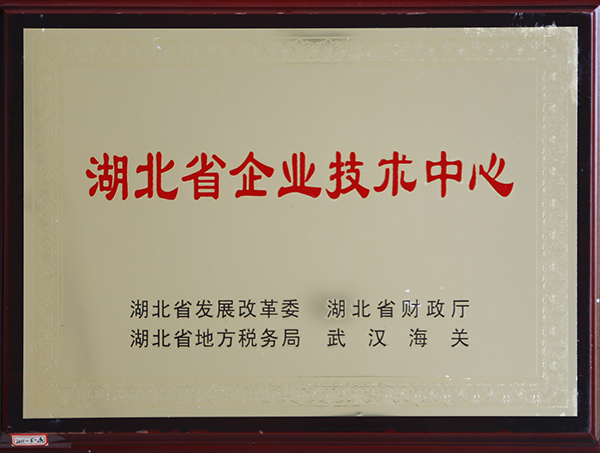 湖北省企业技术中心
湖北省发展改革委 湖北省财政厅
湖北省地方税务局 武汉海关